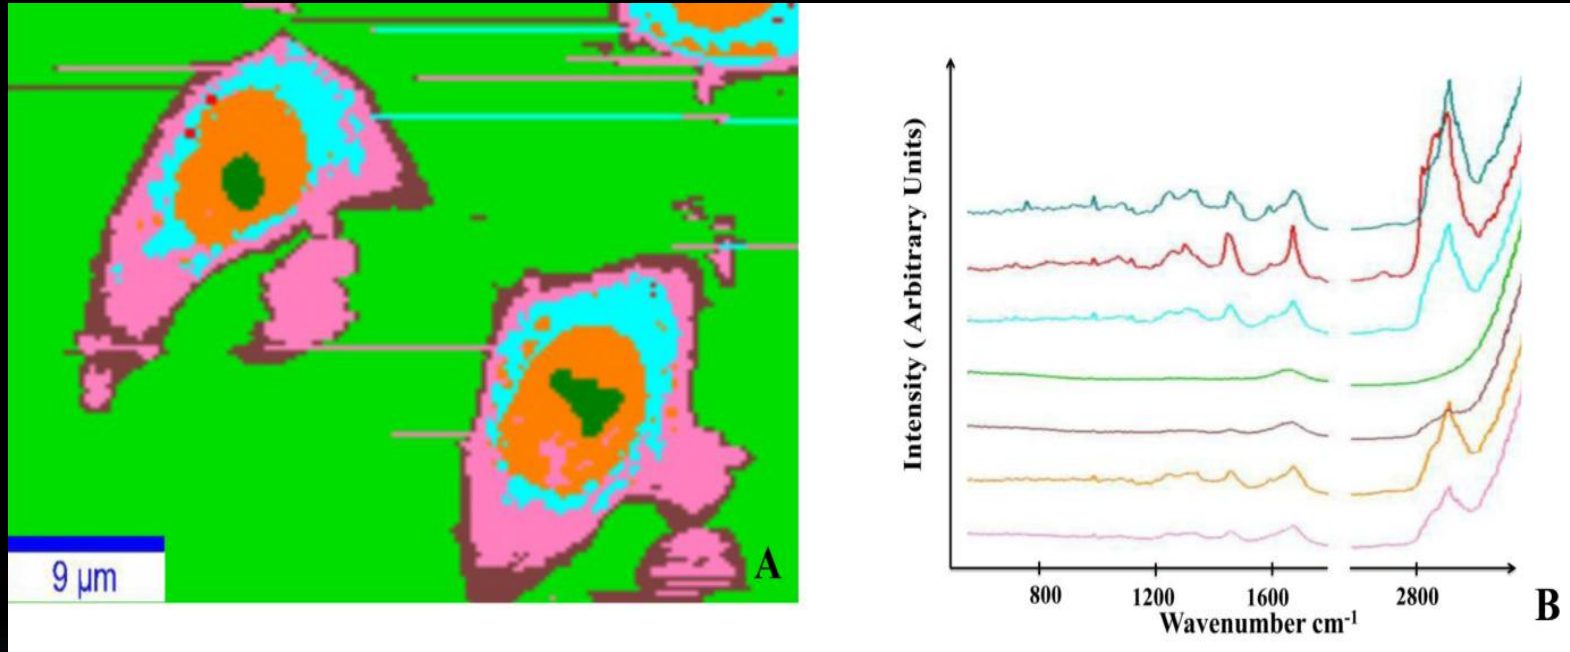 9 µm
A
Intensity ( Arbitrary Units)
800 1200 1600 2800
Wavenumber cm-1
B